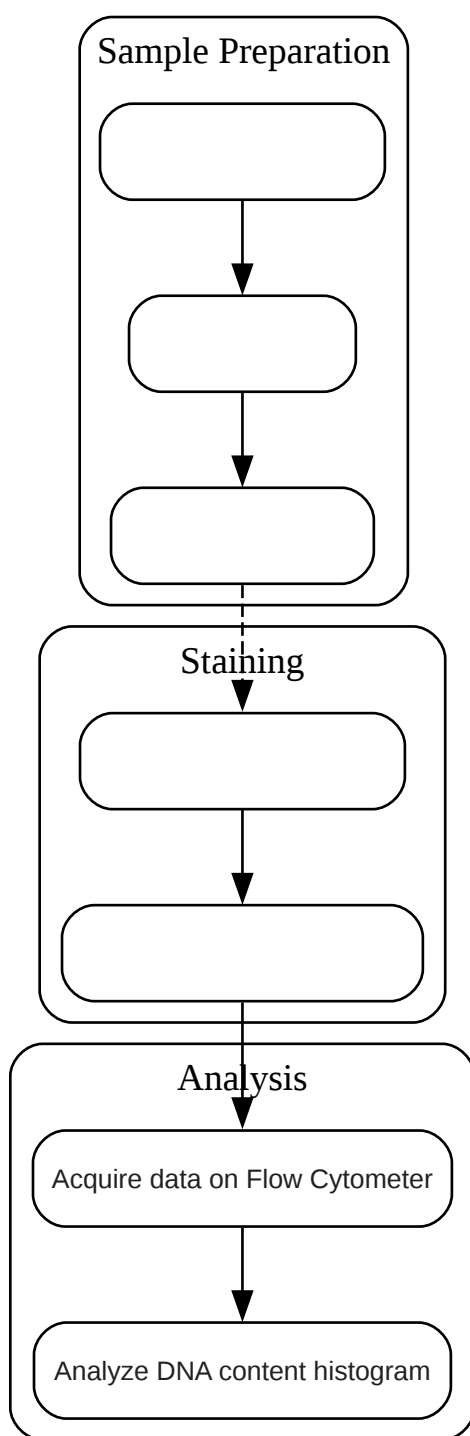 Sample Preparation
Staining
Analysis
Acquire data on Flow Cytometer
Analyze DNA content histogram